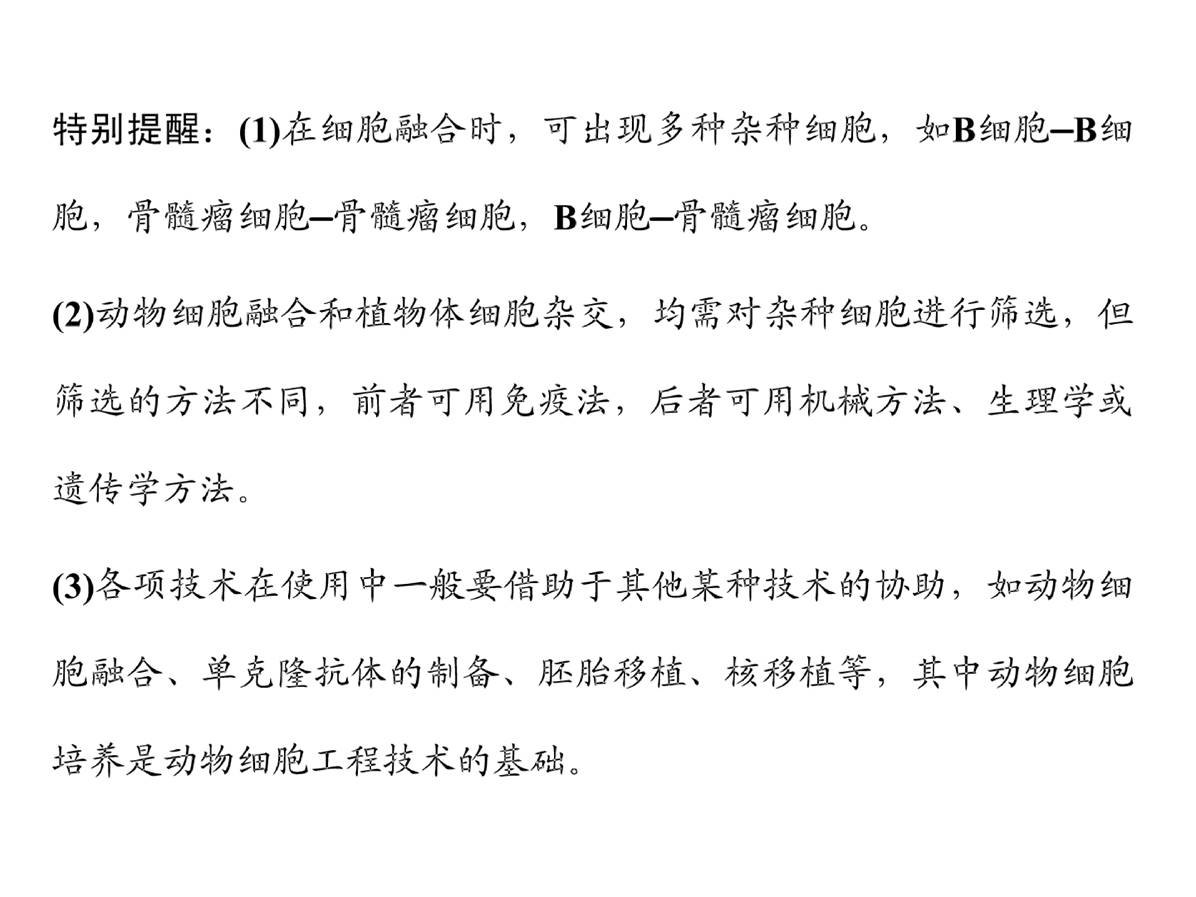 特别提醒：(1)在细胞融合时，可出现多种杂种细胞，如B细胞–B细
胞，骨髓瘤细胞–骨髓瘤细胞，B细胞–骨髓瘤细胞。
(2)动物细胞融合和植物体细胞杂交，均需对杂种细胞进行筛选，但
筛选的方法不同，前者可用免疫法，后者可用机械方法、生理学或
遗传学方法。
(3)各项技术在使用中一般要借助于其他某种技术的协助，如动物细
胞融合、单克隆抗体的制备、胚胎移植、核移植等，其中动物细胞
培养是动物细胞工程技术的基础。